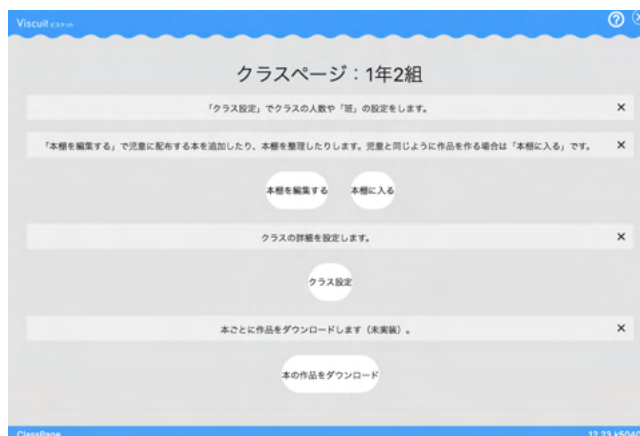 Viscuit ビスケット
クラスページ：1年2組
「クラス設定」でクラスの人数や「班」の設定をします。 ×
「本棚を編集する」で児童に配布する本を追加したり、本棚を整理したりします。児童と同じように作品を作る場合は「本棚に入る」です。 ×
本棚を編集する 本棚に入る
クラスの詳細を設定します。 ×
クラス設定
本ごとに作品をダウンロードします（未実装）。 ×
本の作品をダウンロード
ClassPage